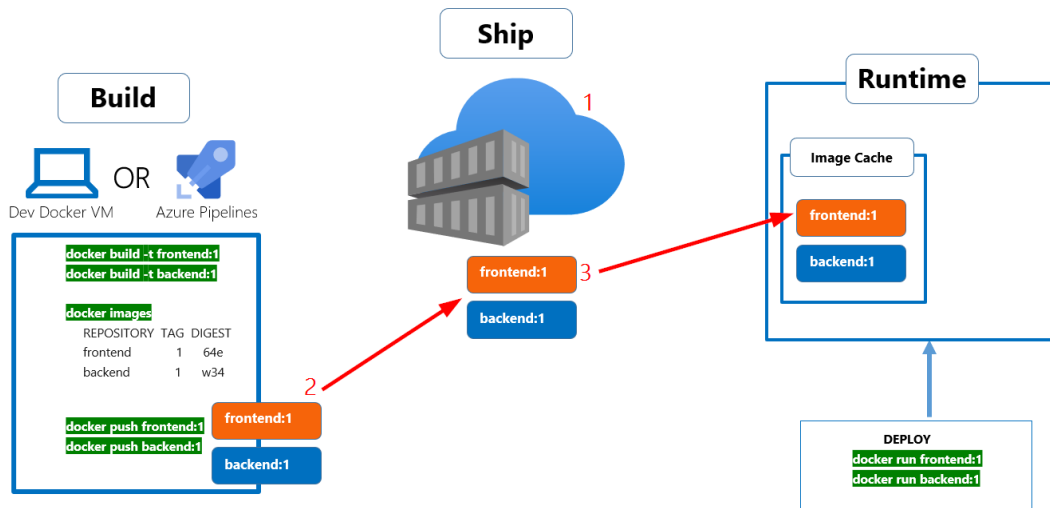 Build
Dev Docker VM
OR
Azure Pipelines
docker build -t frontend:1
docker build -t backend:1
docker images
REPOSITORY TAG DIGEST
frontend 1 64e
backend 1 w34
docker push frontend:1
docker push backend:1
frontend:1
backend:1
2
Ship
1
frontend:1
backend:1
3
Runtime
Image Cache
frontend:1
backend:1
DEPLOY
docker run frontend:1
docker run backend:1